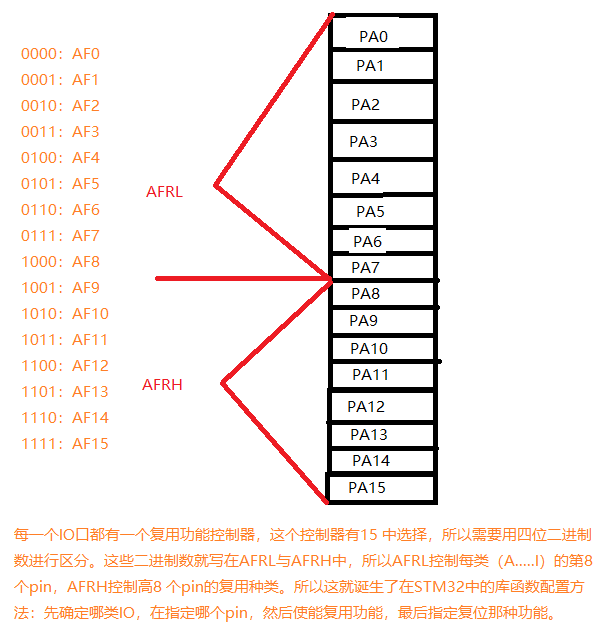 0000：AF0
0001：AF1
0010：AF2
0011：AF3
0100：AF4
0101：AF5
0110：AF6
0111：AF7
1000：AF8
1001：AF9
1010：AF10
1011：AF11
1100：AF12
1101：AF13
1110：AF14
1111：AF15
AFRL
AFRH
PA0
PA1
PA2
PA3
PA4
PA5
PA6
PA7
PA8
PA9
PA10
PA11
PA12
PA13
PA14
PA15
每一个IO口都有一个复用功能控制器，这个控制器有15 中选择，所以需要用四位二进制
数进行区分。这些二进制数就写在AFRL与AFRH中，所以AFRL控制每类（A.....I）的第8
个pin，AFRH控制高8 个pin的复用种类。所以这就诞生了在STM32中的库函数配置方
法：先确定哪类IO，在指定哪个pin，然后使能复用功能，最后指定复位那种功能。